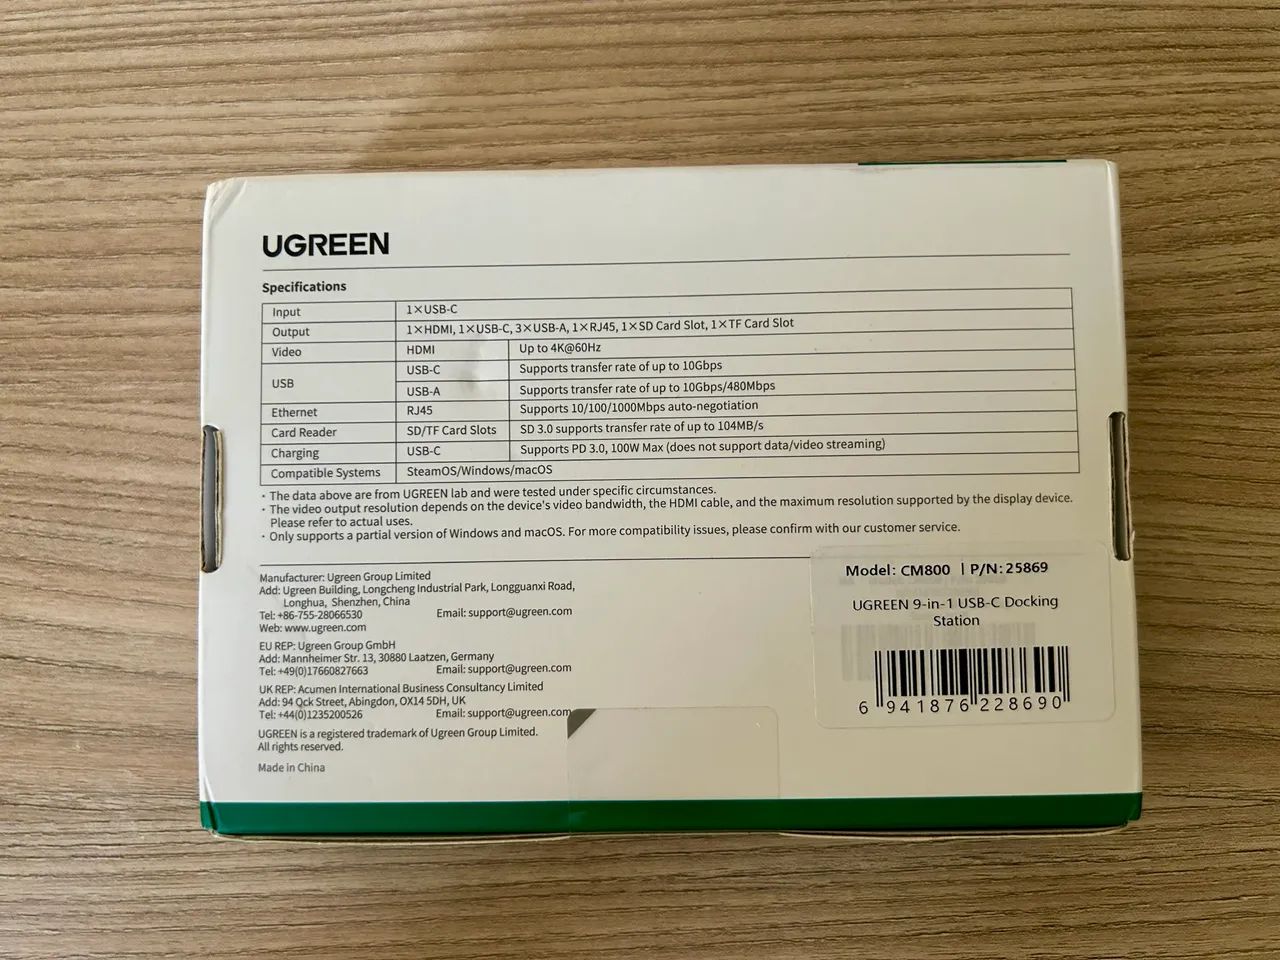 UGREEN
Specifications
Input 1×USB-C
Output 1×HDMI, 1×USB-C, 3×USB-A, 1×RJ45, 1×SD Card Slot, 1×TF Card Slot
Video HDMI Up to 4K@60Hz
USB USB-C Supports transfer rate of up to 10Gbps
USB-A Supports transfer rate of up to 10Gbps/480Mbps
Ethernet RJ45 Supports 10/100/1000Mbps auto-negotiation
Card Reader SD/TF Card Slots SD 3.0 supports transfer rate of up to 104MB/s
Charging USB-C Supports PD 3.0, 100W Max (does not support data/video streaming)
Compatible Systems SteamOS/Windows/macOS
· The data above are from UGREEN lab and were tested under specific circumstances.
· The video output resolution depends on the device's video bandwidth, the HDMI cable, and the maximum resolution supported by the display device.
Please refer to actual uses.
· Only supports a partial version of Windows and macOS. For more compatibility issues, please confirm with our customer service.
Manufacturer: Ugreen Group Limited
Add: Ugreen Building, Longcheng Industrial Park, Longguanxi Road,
Longhua, Shenzhen, China
Tel: +86-755-28066530 Email: support@ugreen.com
Web: www.ugreen.com
EU REP: Ugreen Group GmbH
Add: Mannheimer Str. 13, 30880 Laatzen, Germany
Tel: +49(0)17660827663 Email: support@ugreen.com
UK REP: Acumen International Business Consultancy Limited
Add: 94 Ock Street, Abingdon, OX14 5DH, UK
Tel: +44(0)1235200526 Email: support@ugreen.com
UGREEN is a registered trademark of Ugreen Group Limited.
All rights reserved.
Made in China
Model: CM800 | P/N: 25869
UGREEN 9-in-1 USB-C Docking
Station
6 941876 228690